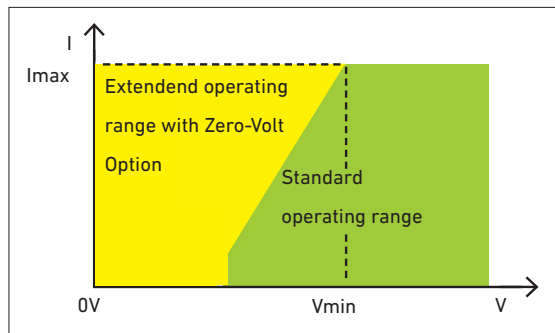 I
Imax
Extendend operating
range with Zero-Volt
Option
Standard
operating range
0V
Vmin
V